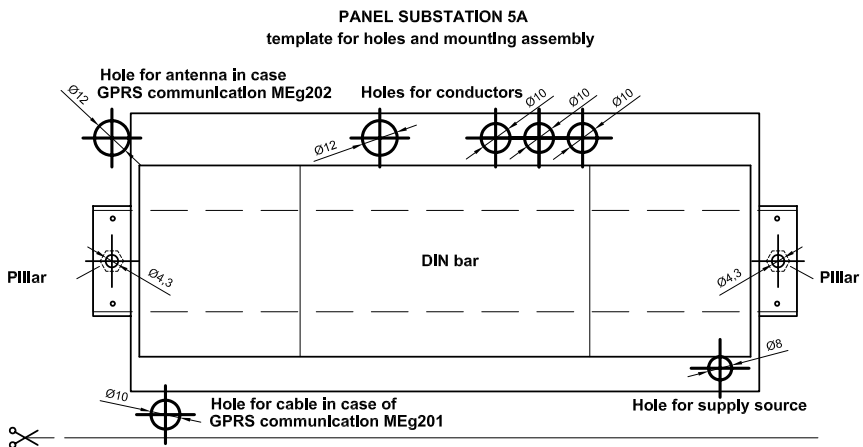 PANEL SUBSTATION 5A
template for holes and mounting assembly
Hole for antenna in case
GPRS communication MEg202
Holes for conductors
Ø12
Ø10
Ø10
Ø10
Ø12
DIN bar
Pillar
Ø4,3
Ø4,3
Pillar
Ø8
Ø10
Hole for cable in case of
GPRS communication MEg201
Hole for supply source